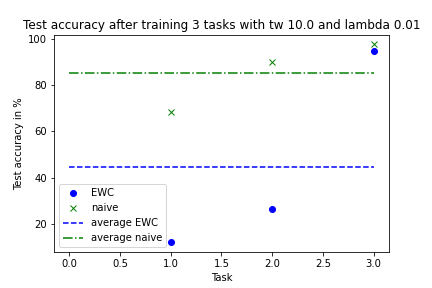 Test accuracy after training 3 tasks with tw 10.0 and lambda 0.01
100
80
60
40
20
Test accuracy in %
EWC
naive
average EWC
average naive
0.0 0.5 1.0 1.5 2.0 2.5 3.0
Task